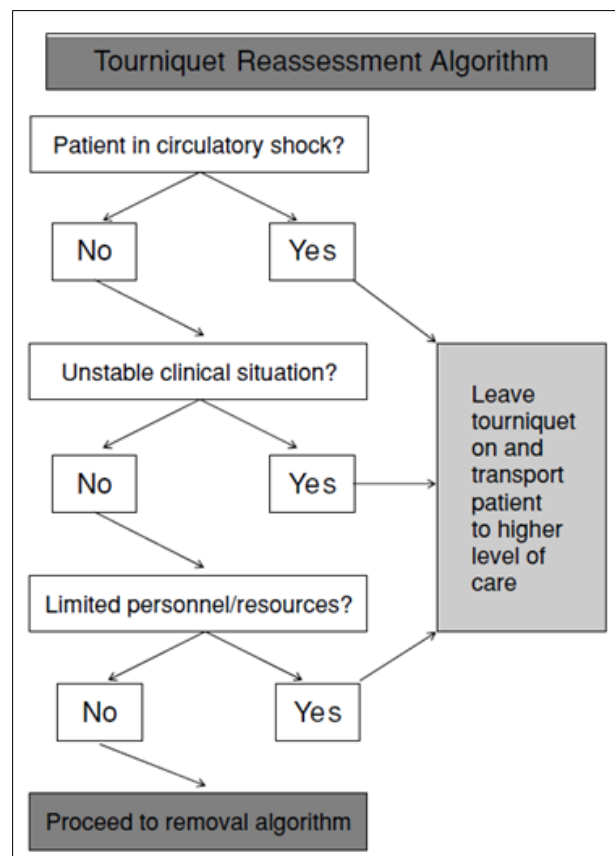 Tourniquet Reassessment Algorithm
Patient in circulatory shock?
No
Yes
Unstable clinical situation?
No
Yes
Leave
tourniquet
on and
transport
patient
to higher
level of
care
Limited personnel/resources?
No
Yes
Proceed to removal algorithm